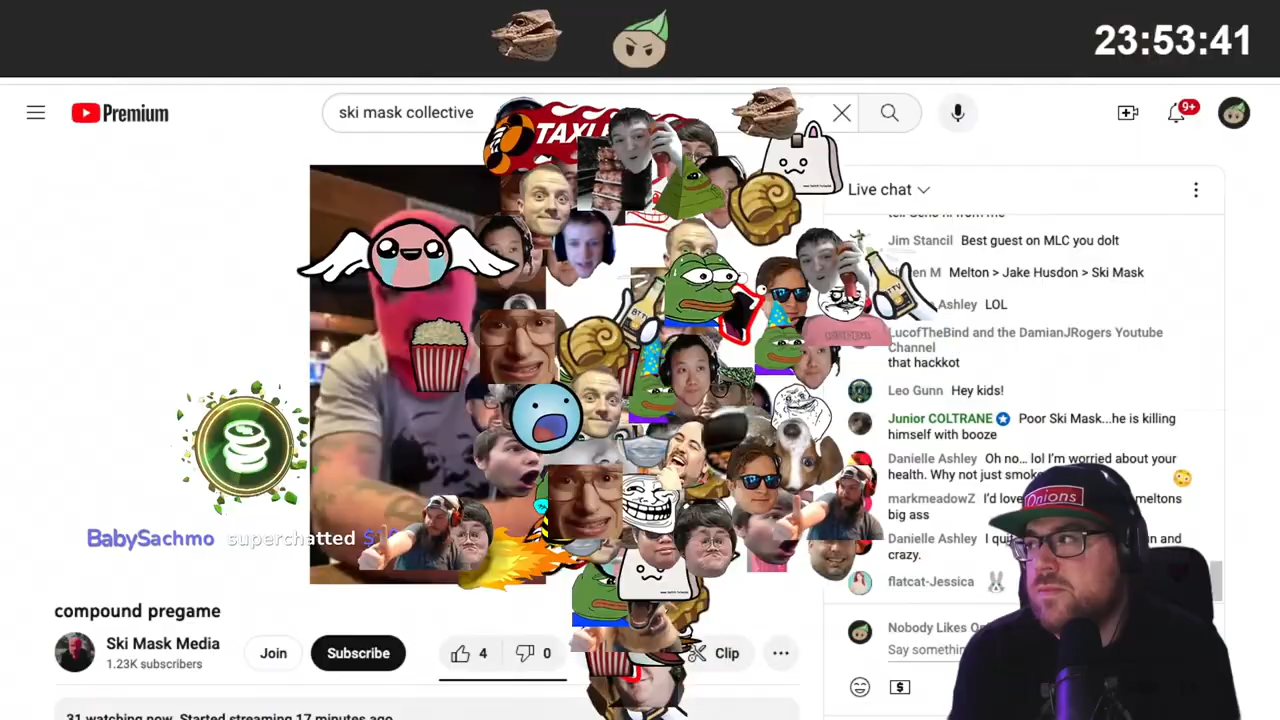 23:53:41
Premium
ski mask collective
9+
TAXI
Live chat
Jim Stancil Best guest on MLC you dolt
M Melton > Jake Husdon > Ski Mask
Ashley LOL
LucofTheBind and the DamianJRogers Youtube
Channel
that hackkot
Leo Gunn Hey kids!
Junior COLTRANE Poor Ski Mask...he is killing
himself with booze
Danielle Ashley Oh no... lol I'm worried about your
health. Why not just smoke
markmeadowZ I'd love meltons
big ass
Danielle Ashley I and
crazy.
flatcat-Jessica
BTTV
Onions
BabySachmo superchatted
compound pregame
Ski Mask Media
1.23K subscribers
Join
Subscribe
4
0
Clip
Nobody Likes
Say
31 watching now Started streaming 17 minutes ago